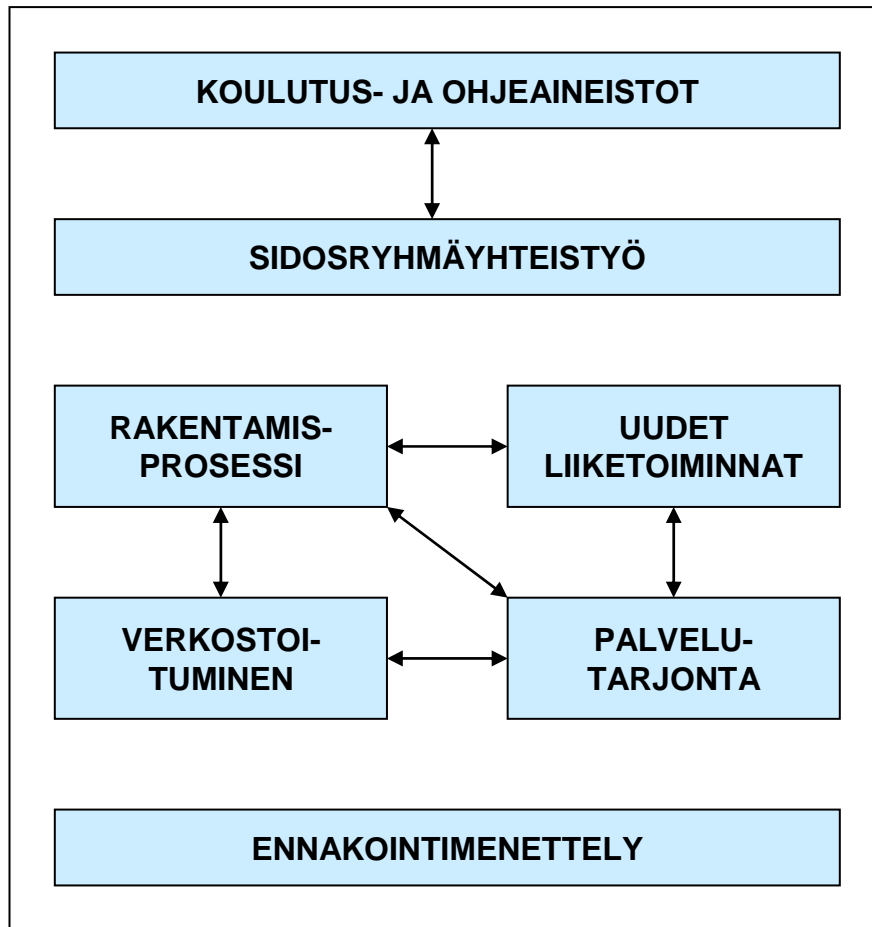 KOULUTUS- JA OHJEAINEISTOT
SIDOSRYHMÄYHTEISTYÖ
RAKENTAMIS-
PROSESSI
UUDET
LIIKETOIMINNAT
VERKOSTOI-
TUMINEN
PALVELU-
TARJONTA
ENNAKOINTIMENETTELY